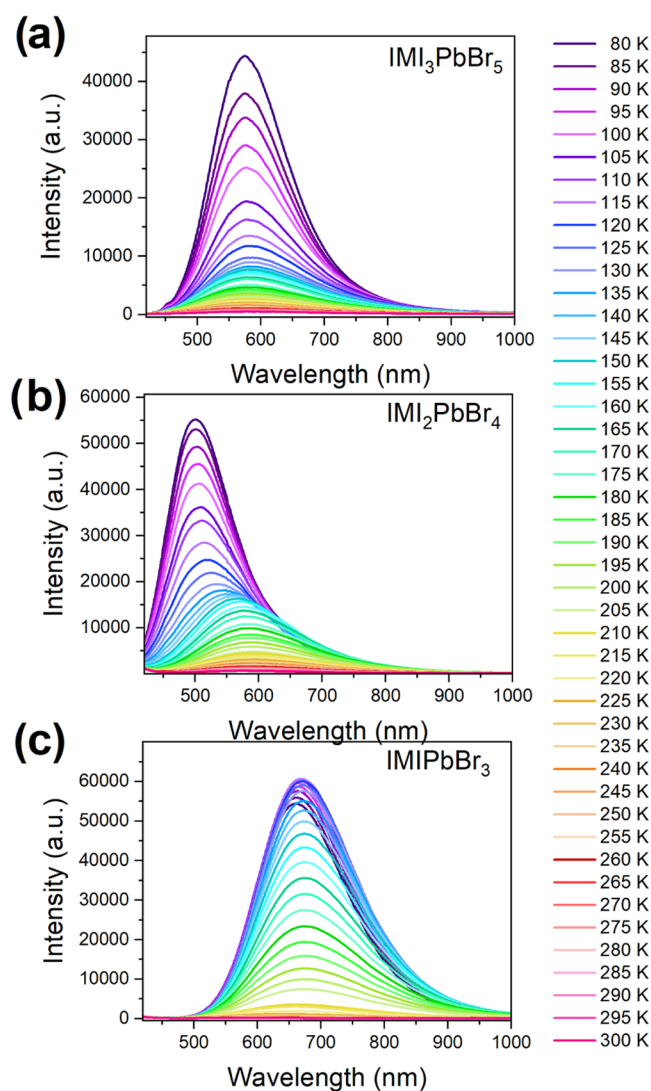 (a)
IMI₃PbBr₅
Intensity (a.u.)
40000
30000
20000
10000
0
500 600 700 800 900 1000
Wavelength (nm)
(b)
IMI₂PbBr₄
Intensity (a.u.)
60000
50000
40000
30000
20000
10000
500 600 700 800 900 1000
Wavelength (nm)
(c)
IMIPbBr₃
Intensity (a.u.)
60000
50000
40000
30000
20000
10000
0
500 600 700 800 900 1000
Wavelength (nm)
80 K
85 K
90 K
95 K
100 K
105 K
110 K
115 K
120 K
125 K
130 K
135 K
140 K
145 K
150 K
155 K
160 K
165 K
170 K
175 K
180 K
185 K
190 K
195 K
200 K
205 K
210 K
215 K
220 K
225 K
230 K
235 K
240 K
245 K
250 K
255 K
260 K
265 K
270 K
275 K
280 K
285 K
290 K
295 K
300 K